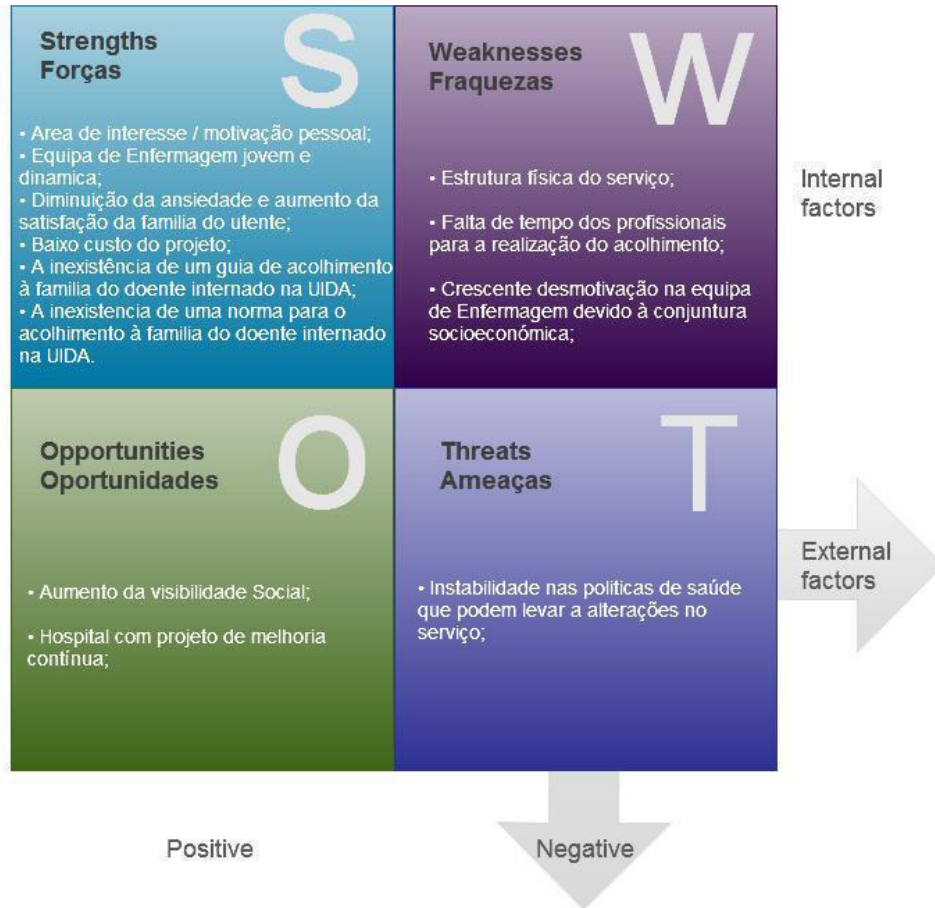 Strengths
Forças
S
• Area de interesse / motivação pessoal;
• Equipa de Enfermagem jovem e
dinamica;
• Diminuição da ansiedade e aumento da
satisfação da familia do utente;
• Baixo custo do projeto;
• A inexistência de um guia de acolhimento
à familia do doente internado na UIDA;
• A inexistencia de uma norma para o
acolhimento à familia do doente internado
na UIDA.
Weaknesses
Fraquezas
W
• Estrutura física do serviço;
• Falta de tempo dos profissionais
para a realização do acolhimento;
• Crescente desmotivação na equipa
de Enfermagem devido à conjuntura
socioeconómica;
Internal
factors
Opportunities
Oportunidades
O
• Aumento da visibilidade Social;
• Hospital com projeto de melhoria
contínua;
Threats
Ameaças
T
• Instabilidade nas politicas de saúde
que podem levar a alterações no
serviço;
External
factors
Positive
Negative